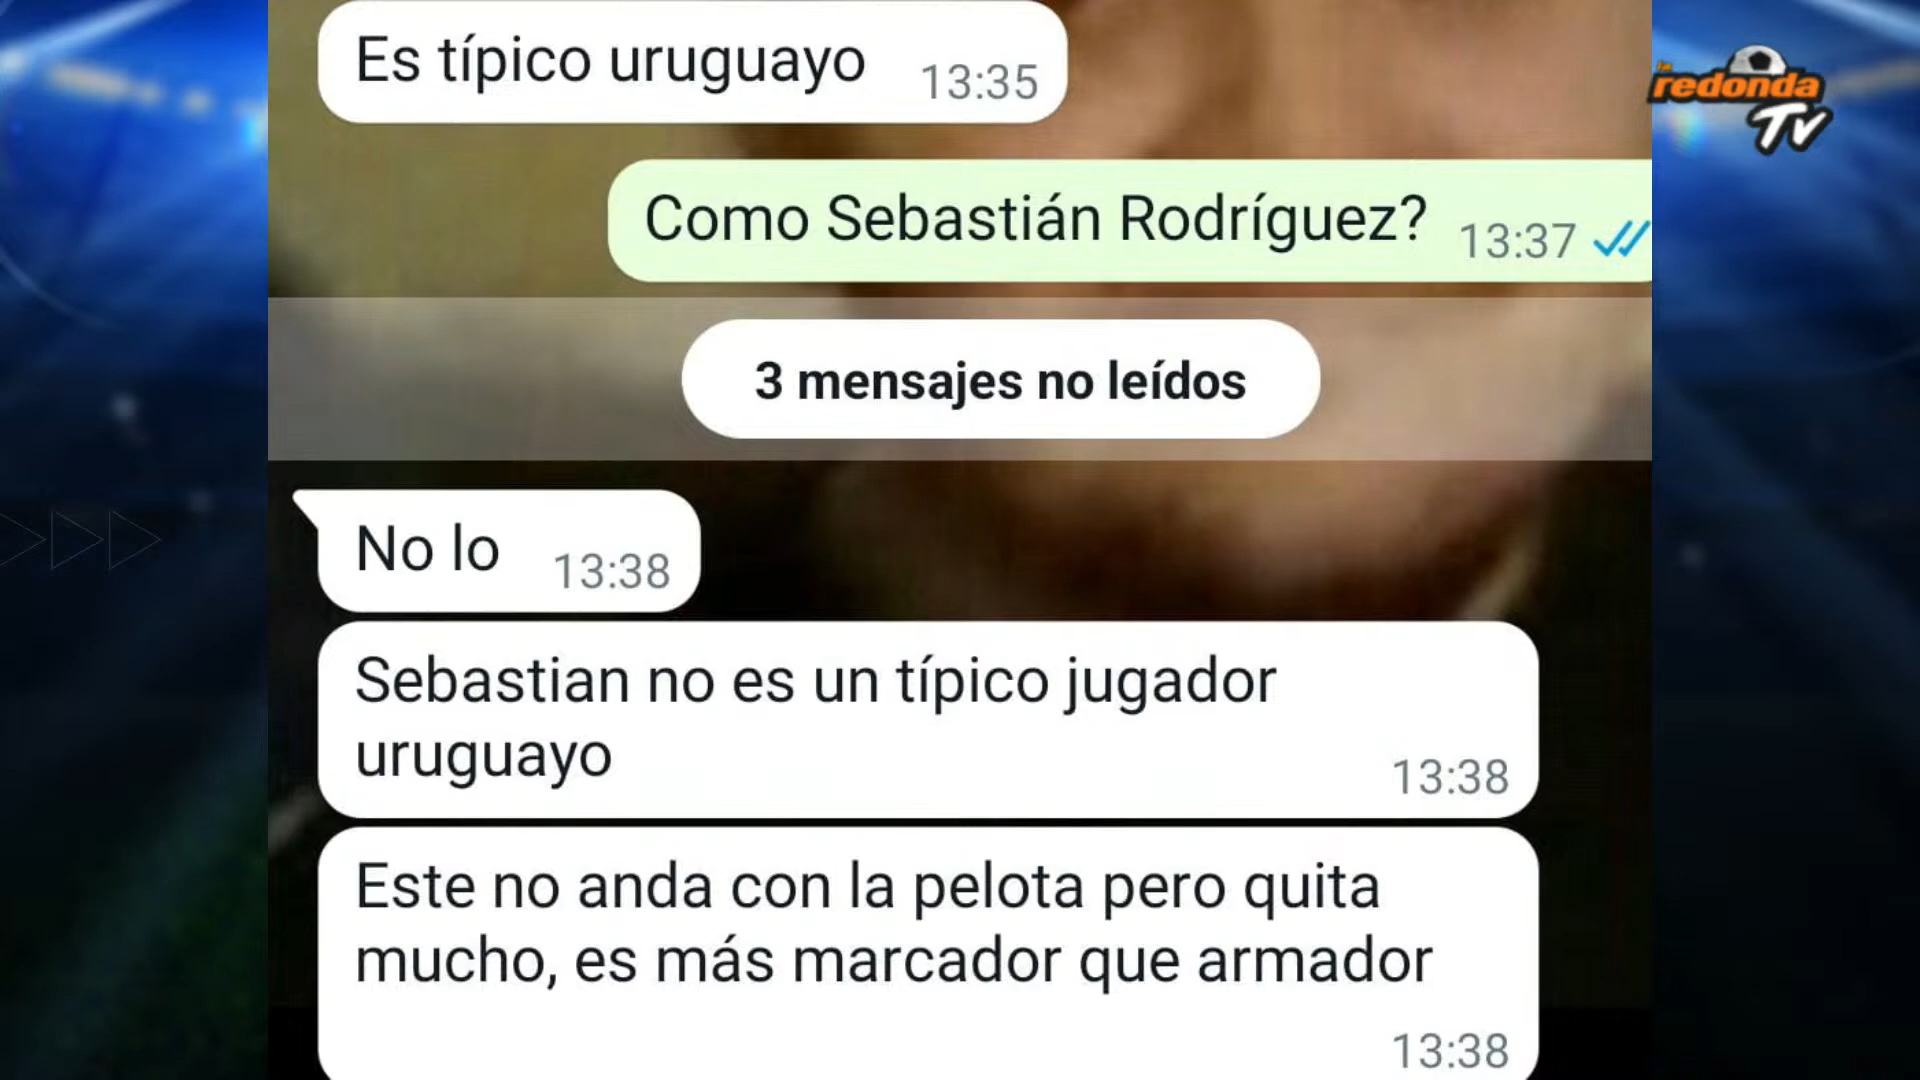 Es típico uruguayo 13:35
la
redonda
Tv
Como Sebastián Rodríguez? 13:37
3 mensajes no leídos
No lo 13:38
Sebastian no es un típico jugador
uruguayo 13:38
Este no anda con la pelota pero quita
mucho, es más marcador que armador
13:38